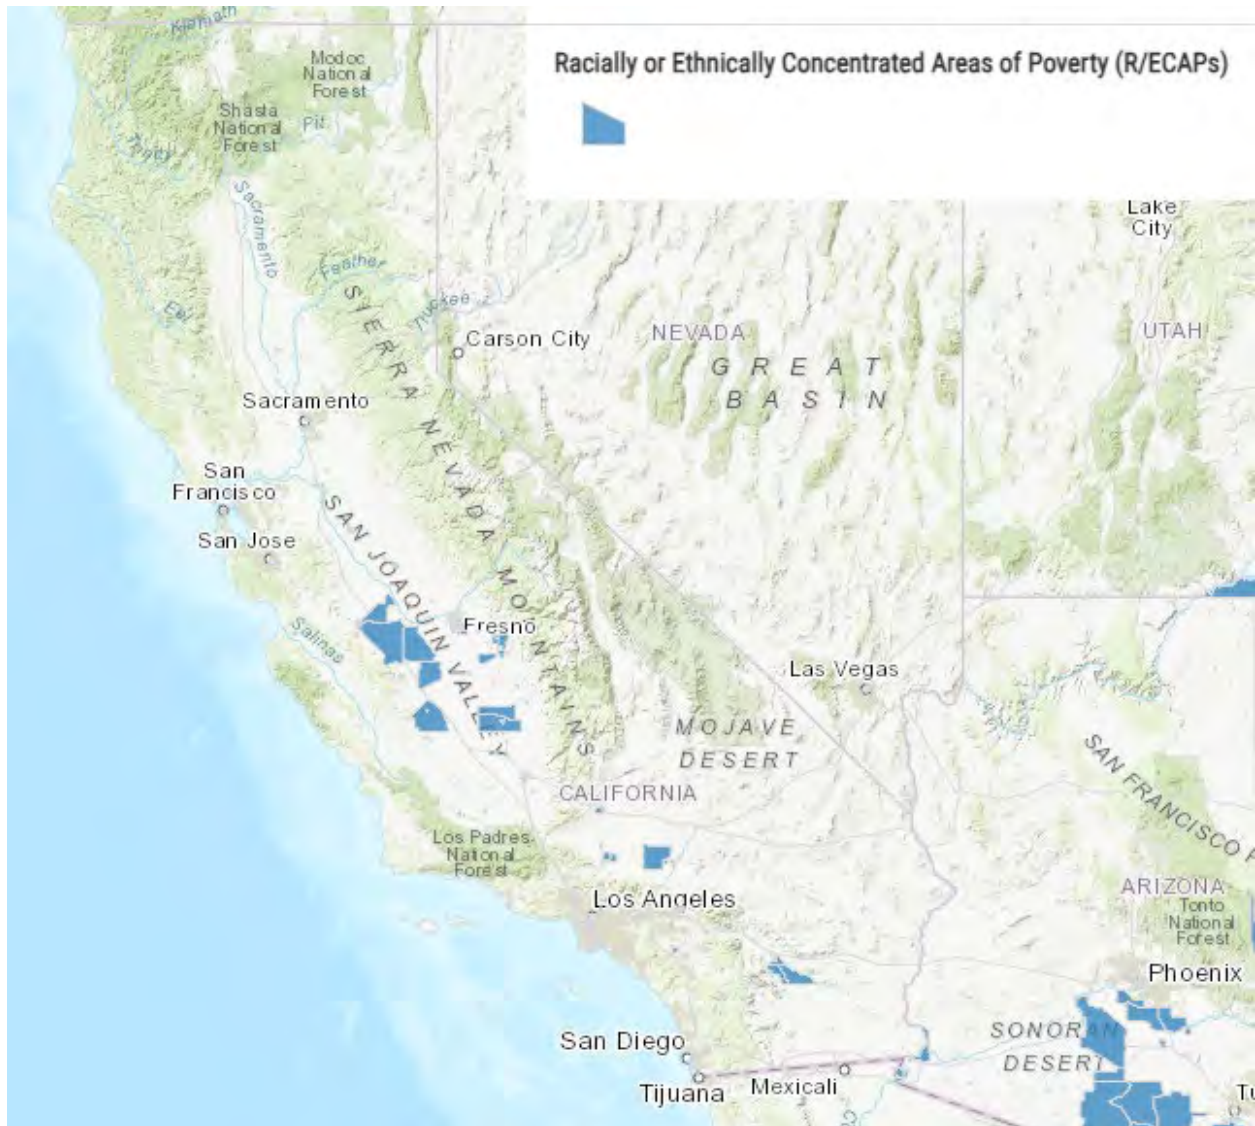 Klamath
Modoc
National
Forest
Racially or Ethnically Concentrated Areas of Poverty (R/ECAPs)
Shasta
National
Forest
Pit
Trinity
Sacramento
Lake
City
Feather
Eel
Truckee
Carson City
NEVADA
UTAH
GREAT
BASIN
SIERRA NEVADA MOUNTAINS
Sacramento
San
Francisco
San Jose
SAN JOAQUIN VALLEY
Salinas
Fresno
Las Vegas
MOJAVE
DESERT
CALIFORNIA
SAN FRANCISCO P
Los Padres
National
Forest
Los Angeles
ARIZONA
Tonto
National
Forest
Phoenix
San Diego
SONORAN
DESERT
Tijuana
Mexicali
Tu